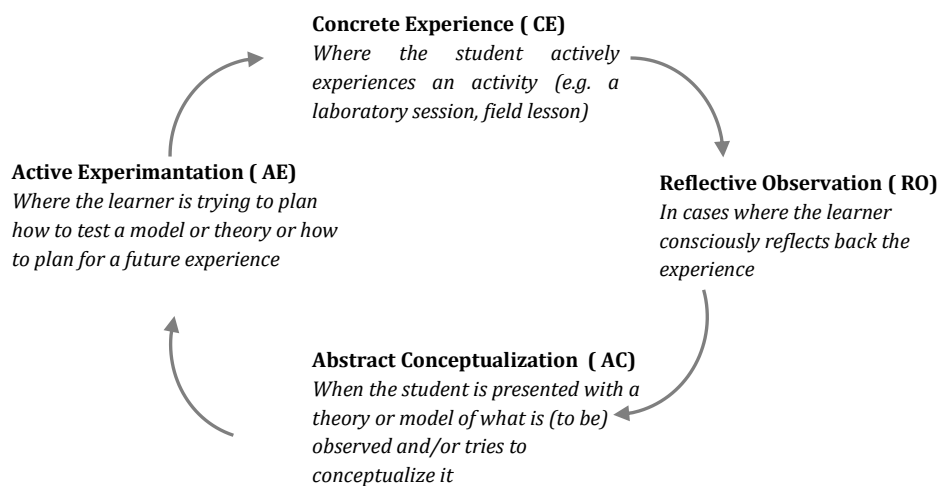 Concrete Experience ( CE)
Where the student actively
experiences an activity (e.g. a
laboratory session, field lesson)
Active Experimantation ( AE)
Where the learner is trying to plan
how to test a model or theory or how
to plan for a future experience
Reflective Observation ( RO)
In cases where the learner
consciously reflects back the
experience
Abstract Conceptualization ( AC)
When the student is presented with a
theory or model of what is (to be)
observed and/or tries to
conceptualize it